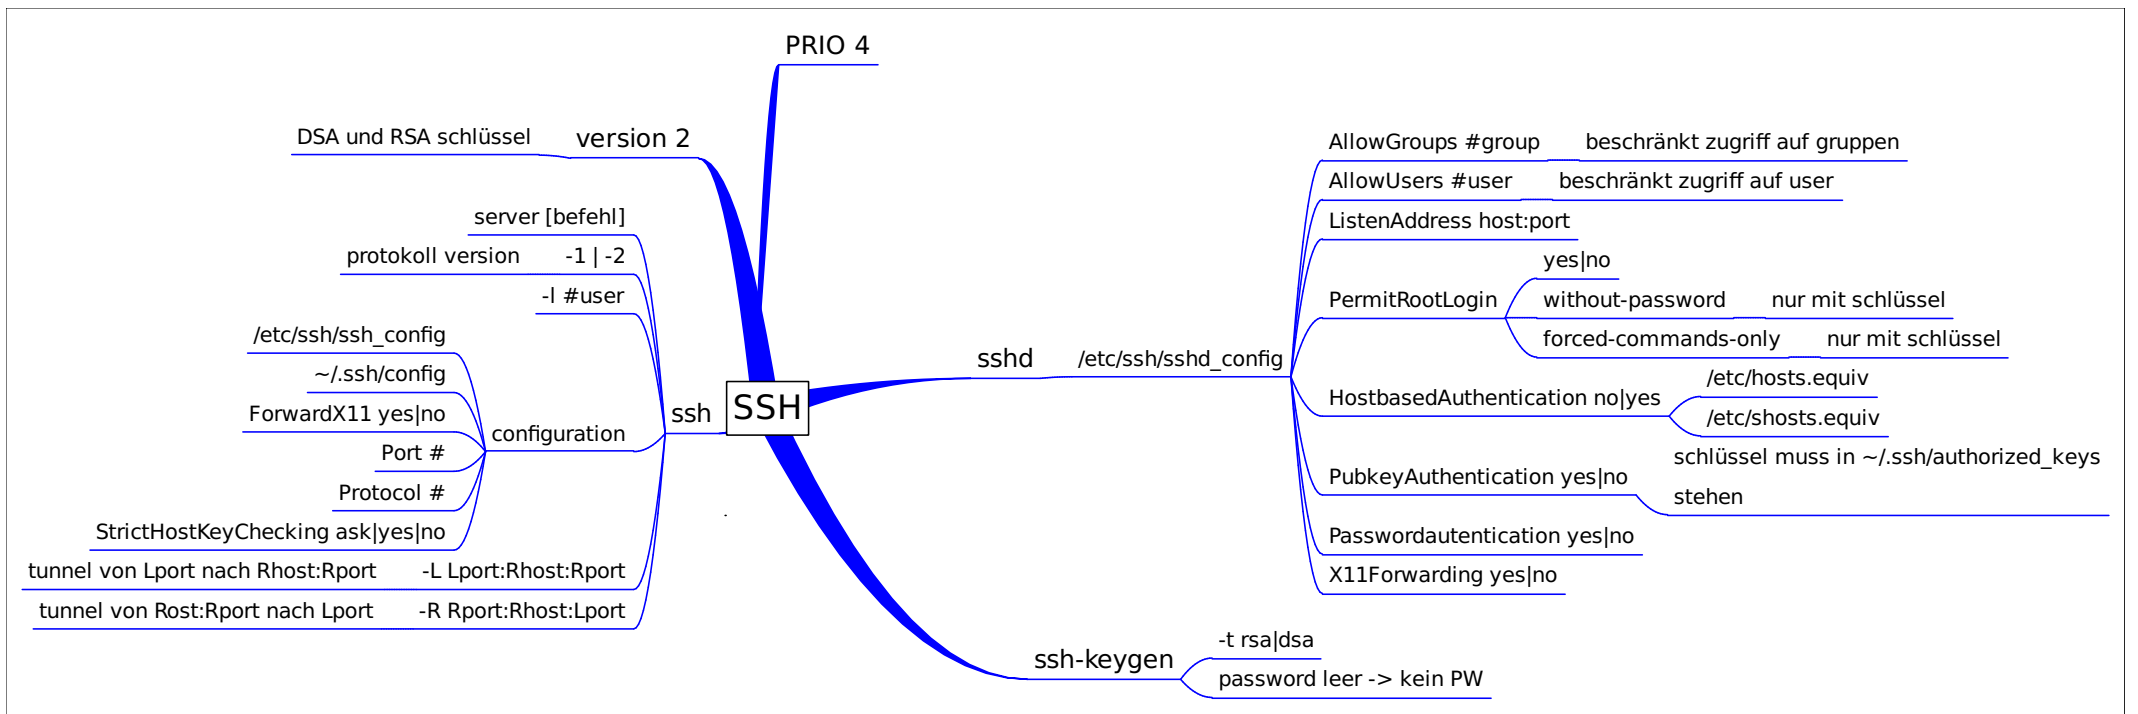 PRIO 4
version 2
DSA und RSA schlüssel
SSH
ssh
server [befehl]
-1 | -2
protokoll version
-l #user
configuration
/etc/ssh/ssh_config
~/.ssh/config
ForwardX11 yes|no
Port #
Protocol #
StrictHostKeyChecking ask|yes|no
-L Lport:Rhost:Rport
tunnel von Lport nach Rhost:Rport
-R Rport:Rhost:Lport
tunnel von Rost:Rport nach Lport
sshd
/etc/ssh/sshd_config
AllowGroups #group
beschränkt zugriff auf gruppen
AllowUsers #user
beschränkt zugriff auf user
ListenAddress host:port
PermitRootLogin
yes|no
without-password
nur mit schlüssel
forced-commands-only
nur mit schlüssel
HostbasedAuthentication no|yes
/etc/hosts.equiv
/etc/shosts.equiv
PubkeyAuthentication yes|no
schlüssel muss in ~/.ssh/authorized_keys
stehen
Passwordautentication yes|no
X11Forwarding yes|no
ssh-keygen
-t rsa|dsa
password leer -> kein PW